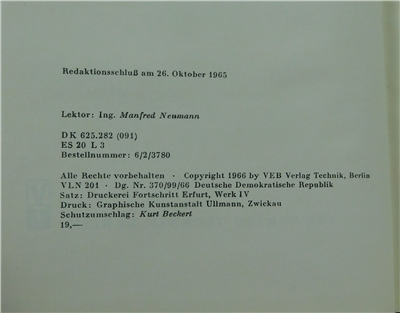 Redaktionsschluß am 26. Oktober 1965
Lektor: Ing. Manfred Neumann
DK 625.282 (091)
ES 20 L 3
Bestellnummer: 6/2/3780
Alle Rechte vorbehalten · Copyright 1966 by VEB Verlag Technik, Berlin
VLN 201 · Dg. Nr. 370/99/66 Deutsche Demokratische Republik
Satz: Druckerei Fortschritt Erfurt, Werk IV
Druck: Graphische Kunstanstalt Ullmann, Zwickau
Schutzumschlag: Kurt Beckert
19,—